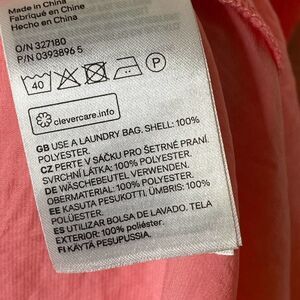 Made in China
Fabriqué en Chine
Hecho en China
O/N 327180
P/N 0393896 5
40
P
clevercare.info
GB USE A LAUNDRY BAG. SHELL: 100%
POLYESTER.
CZ PERTE V SÁČKU PRO ŠETRNÉ PRANÍ.
SVRCHNÍ LÁTKA: 100% POLYESTER.
DE WÄSCHEBEUTEL VERWENDEN.
OBERMATERIAL: 100% POLYESTER.
EE KASUTA PESUKOTTI. ÜMBRIS: 100%
POLÜESTER.
ES UTILIZAR BOLSA DE LAVADO. TELA
EXTERIOR: 100% poliéster.
FI KÄYTÄ PESUPUSSIA.